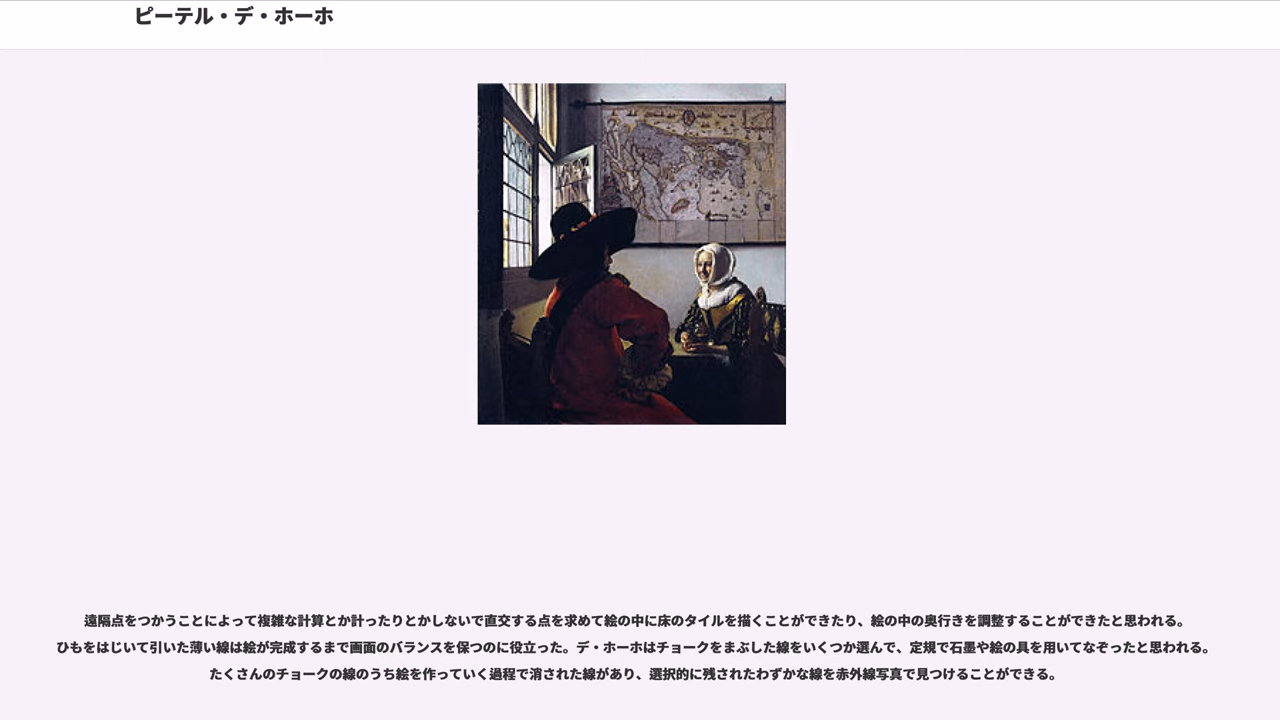 ピーテル・デ・ホーホ
遠隔点をつかうことによって複雑な計算とか計ったりとかしないで直交する点を求めて絵の中に床のタイルを描くことができたり、絵の中の奥行きを調整することができたと思われる。
ひもをはじいて引いた薄い線は絵が完成するまで画面のバランスを保つのに役立った。デ・ホーホはチョークをまぶした線をいくつか選んで、定規で石墨や絵の具を用いてなぞったと思われる。
たくさんのチョークの線のうち絵を作っていく過程で消された線があり、選択的に残されたわずかな線を赤外線写真で見つけることができる。